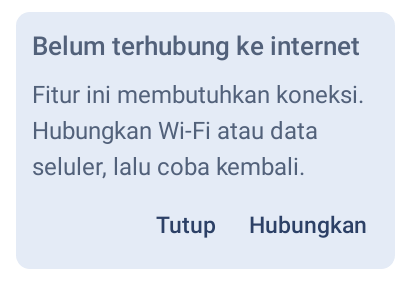 Belum terhubung ke internet
Fitur ini membutuhkan koneksi.
Hubungkan Wi-Fi atau data
seluler, lalu coba kembali.
Tutup Hubungkan